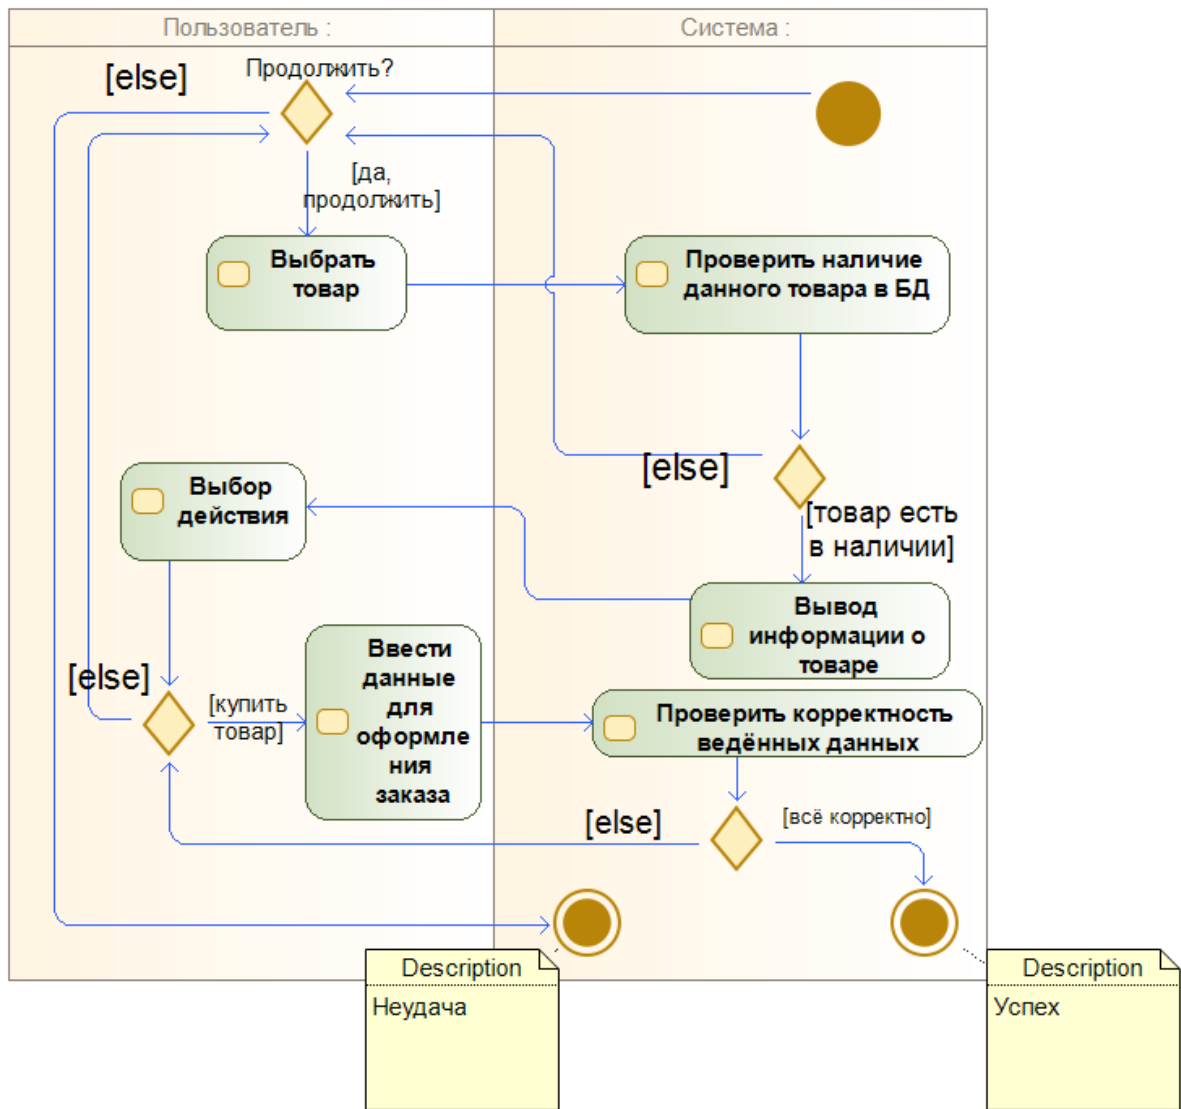 Пользователь :
Система :
[else]
Продолжить?
[да,
продолжить]
Выбрать
товар
Проверить наличие
данного товара в БД
[else]
[товар есть
в наличии]
Выбор
действия
Вывод
информации о
товаре
[else]
[купить
товар]
Ввести
данные
для
оформле
ния
заказа
Проверить корректность
ведённых данных
[else]
[всё корректно]
Description
Неудача
Description
Успех